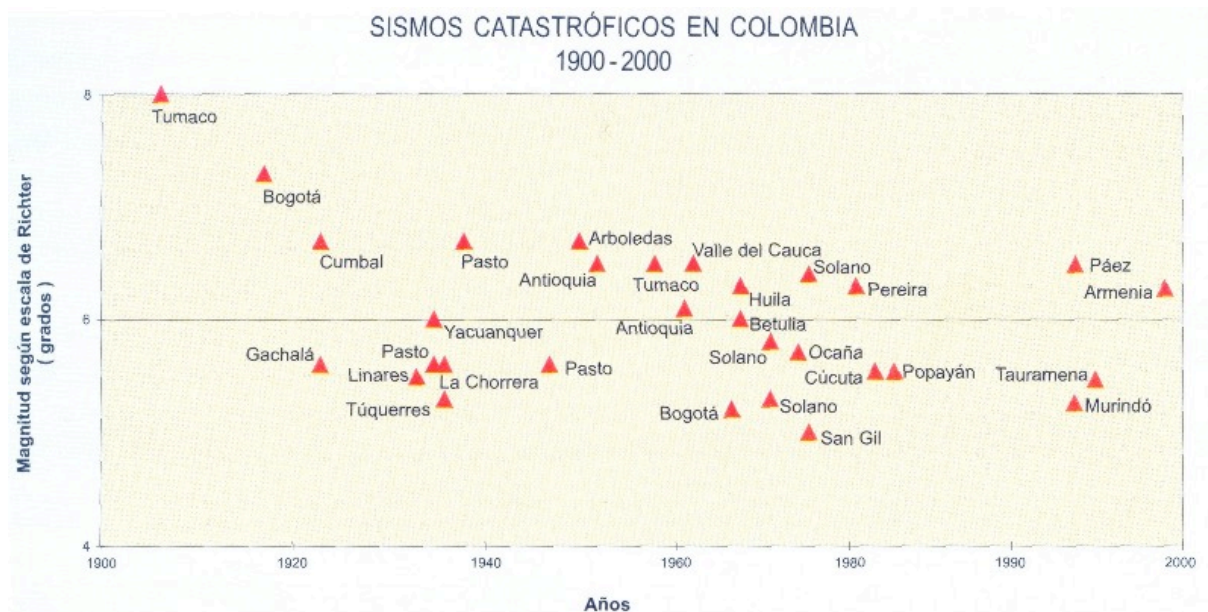 SISMOS CATASTRÓFICOS EN COLOMBIA
1900 - 2000
Magnitud según escala de Richter
( grados)
8
6
4
Tumaco
Bogotá
Cumbal
Pasto
Arboledas
Antioquia
Tumaco
Valle del Cauca
Solano
Huila
Pereira
Páez
Armenia
Yacuanquer
Antioquia
Betulia
Gachalá
Pasto
Linares
La Chorrera
Túquerres
Pasto
Solano
Ocaña
Cúcuta
Popayán
Tauramena
Bogotá
Solano
Murindó
San Gil
1900
1920
1940
1960
1980
1990
2000
Años